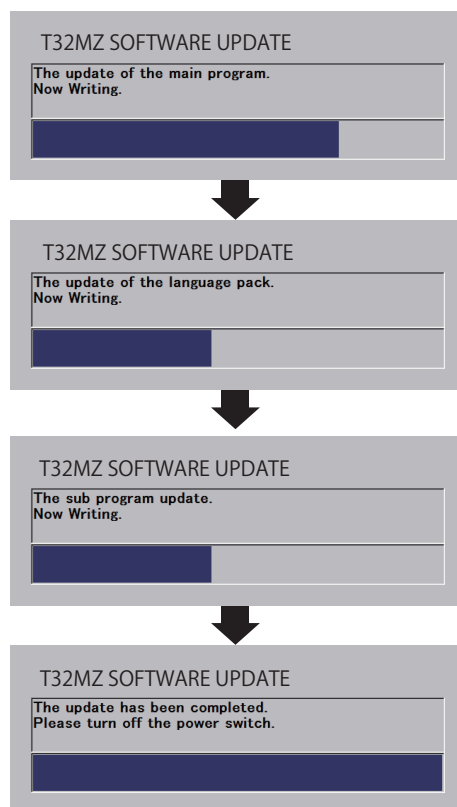 T32MZ SOFTWARE UPDATE
The update of the main program.
Now Writing.
T32MZ SOFTWARE UPDATE
The update of the language pack.
Now Writing.
T32MZ SOFTWARE UPDATE
The sub program update.
Now Writing.
T32MZ SOFTWARE UPDATE
The update has been completed.
Please turn off the power switch.